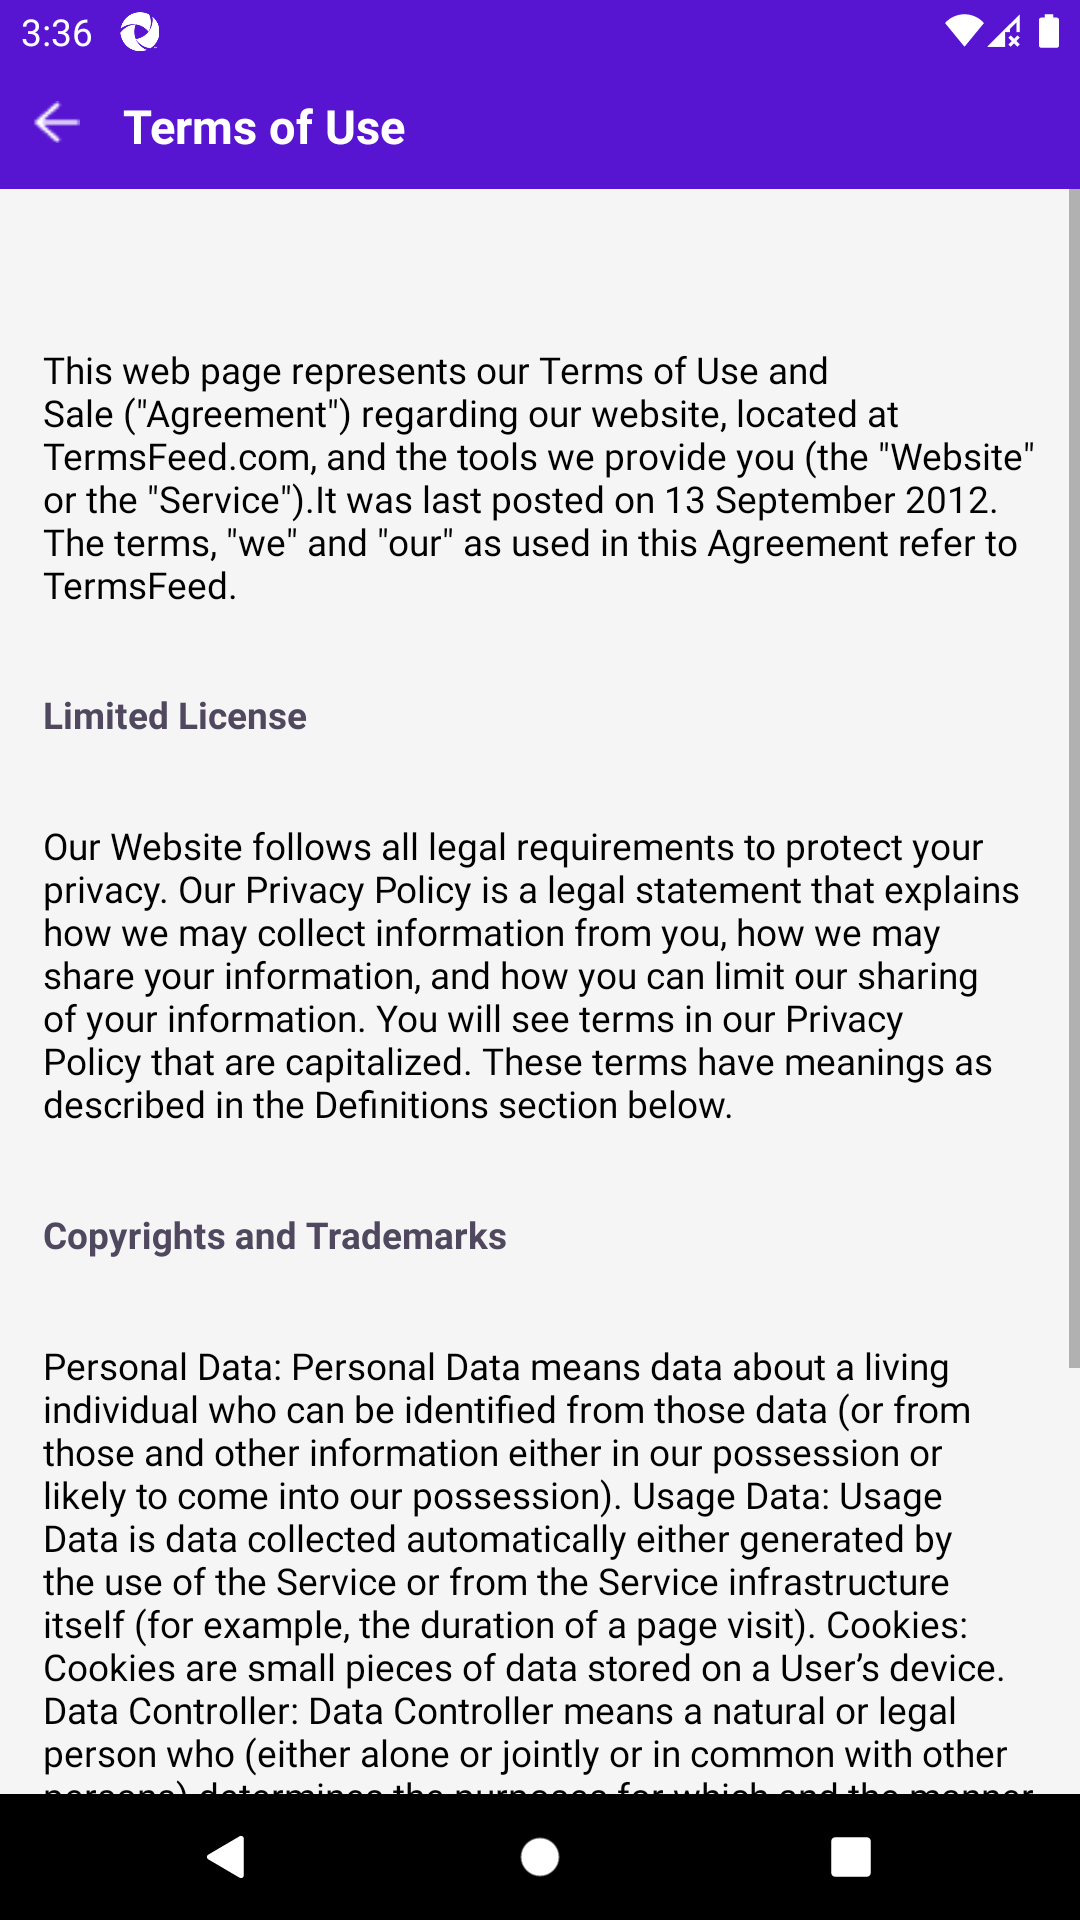 3:36
Terms of Use
This web page represents our Terms of Use and
Sale ("Agreement") regarding our website, located at
TermsFeed.com, and the tools we provide you (the "Website"
or the "Service").It was last posted on 13 September 2012.
The terms, "we" and "our" as used in this Agreement refer to
TermsFeed.
Limited License
Our Website follows all legal requirements to protect your
privacy. Our Privacy Policy is a legal statement that explains
how we may collect information from you, how we may
share your information, and how you can limit our sharing
of your information. You will see terms in our Privacy
Policy that are capitalized. These terms have meanings as
described in the Definitions section below.
Copyrights and Trademarks
Personal Data: Personal Data means data about a living
individual who can be identified from those data (or from
those and other information either in our possession or
likely to come into our possession). Usage Data: Usage
Data is data collected automatically either generated by
the use of the Service or from the Service infrastructure
itself (for example, the duration of a page visit). Cookies:
Cookies are small pieces of data stored on a User’s device.
Data Controller: Data Controller means a natural or legal
person who (either alone or jointly or in common with other
persons) determines the purposes for which and the manner